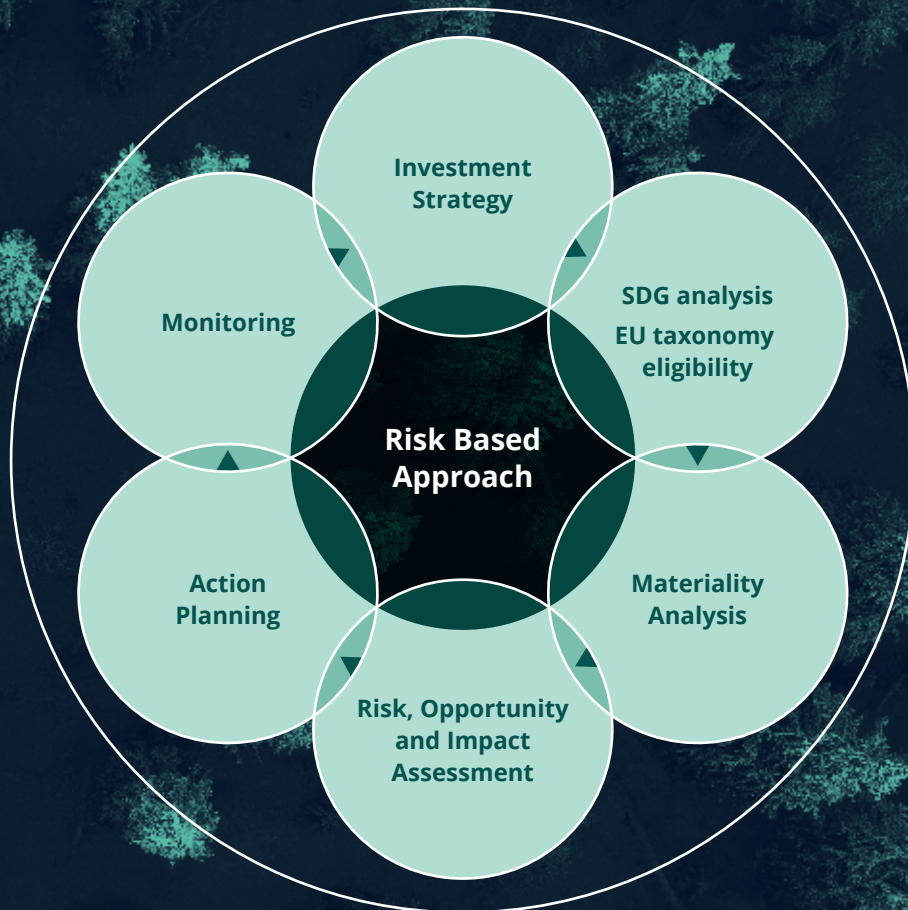 Investment
Strategy
SDG analysis
EU taxonomy
eligibility
Monitoring
Risk Based
Approach
Materiality
Analysis
Action
Planning
Risk, Opportunity
and Impact
Assessment